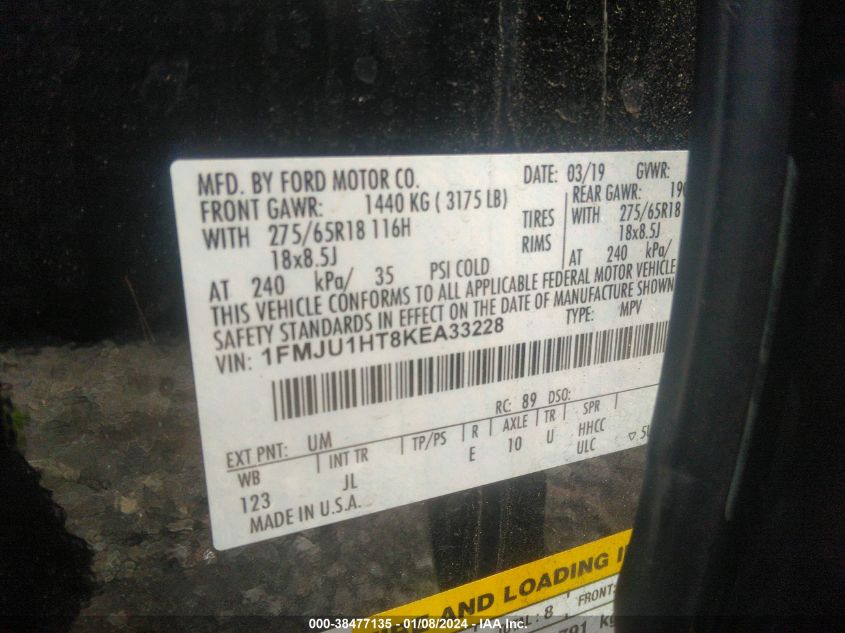 MFD. BY FORD MOTOR CO.
DATE: 03/19 GVWR:
FRONT GAWR: 1440 KG ( 3175 LB)
REAR GAWR:
WITH 275/65R18 116H
TIRES
WITH 275/65R18
18x8.5J
RIMS
18x8.5J
AT 240 kPa/ 35 PSI COLD
AT 240 kPa/
THIS VEHICLE CONFORMS TO ALL APPLICABLE FEDERAL MOTOR VEHICLE
SAFETY STANDARDS IN EFFECT ON THE DATE OF MANUFACTURE SHOWN
VIN: 1FMJU1HT8KEA33228
TYPE: MPV
RC: 89 DSO:
EXT PNT: UM
WB INT TR TP/PS R AXLE TR SPR
123 JL E 10 U HHCC
ULC
MADE IN U.S.A.
AND LOADING
: 8 FRONT:
000-38477135 - 01/08/2024 - IAA Inc.